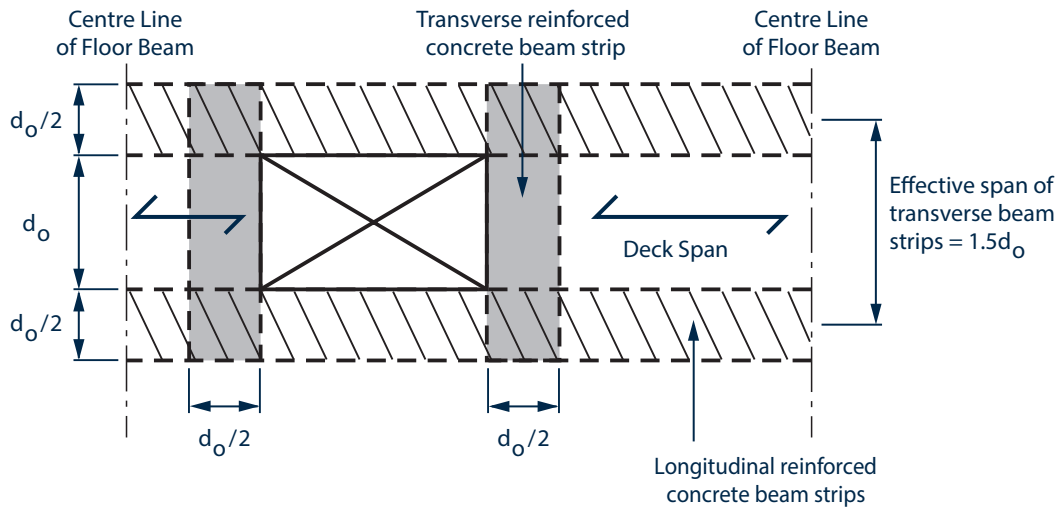 Centre Line
of Floor Beam
Transverse reinforced
concrete beam strip
Centre Line
of Floor Beam
do/2
do
do/2
Deck Span
Effective span of
transverse beam
strips = 1.5do
do/2
do/2
Longitudinal reinforced
concrete beam strips